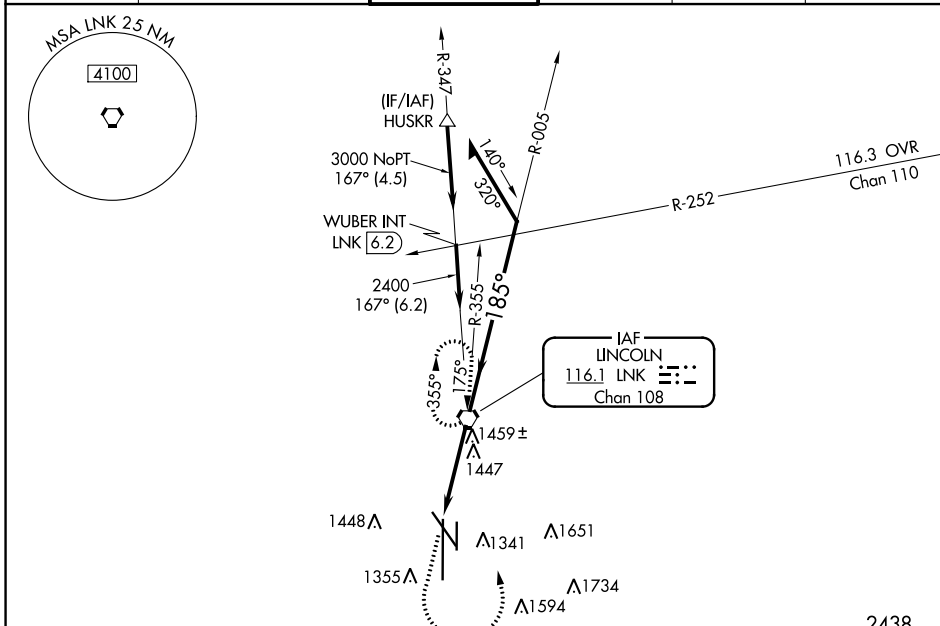 MSA LNK 25 NM
4100
R-347
(IF/IAF)
HUSKR
R-005
140°
320°
3000 NoPT
167° (4.5)
116.3 OVR
Chan 110
R-252
WUBER INT
LNK 6.2
2400
167° (6.2)
R-355
185°
355°
175°
IAF
LINCOLN
116.1 LNK
Chan 108
1459±
1447
1448
1341
1651
1355
1734
1594
2438